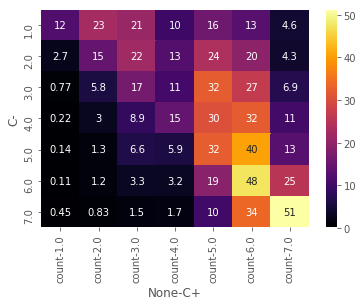 12 23 21 10 16 13 4.6
2.7 15 22 13 24 20 4.3
0.77 5.8 17 11 32 27 6.9
0.22 3 8.9 15 30 32 11
0.14 1.3 6.6 5.9 32 40 13
0.11 1.2 3.3 3.2 19 48 25
0.45 0.83 1.5 1.7 10 34 51
1.0
2.0
3.0
4.0
5.0
6.0
7.0
C-
count-1.0
count-2.0
count-3.0
count-4.0
count-5.0
count-6.0
count-7.0
None-C+
50
40
30
20
10
0